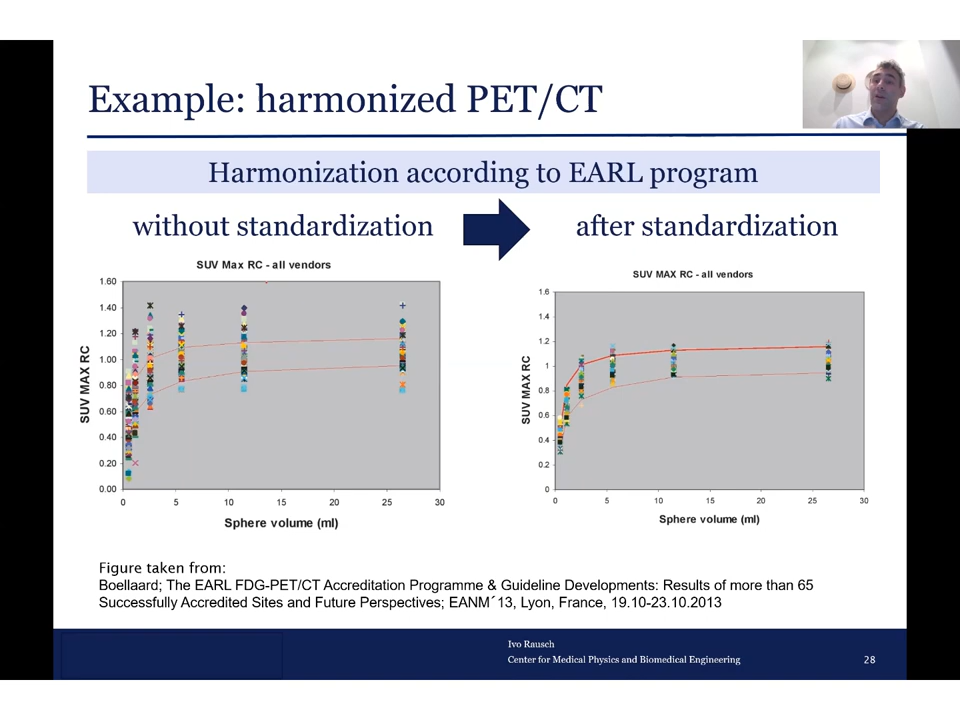 Example: harmonized PET/CT
Harmonization according to EARL program
without standardization
after standardization
SUV Max RC - all vendors
1.60
1.40
1.20
1.00
0.80
0.60
0.40
0.20
0.00
SUV MAX RC
0 5 10 15 20 25 30
Sphere volume (ml)
SUV MAX RC - all vendors
1.6
1.4
1.2
1
0.8
0.6
0.4
0.2
0
SUV MAX RC
0 5 10 15 20 25 30
Sphere volume (ml)
Figure taken from:
Boellaard; The EARL FDG-PET/CT Accreditation Programme & Guideline Developments: Results of more than 65
Successfully Accredited Sites and Future Perspectives; EANM´13, Lyon, France, 19.10-23.10.2013
Ivo Rausch
Center for Medical Physics and Biomedical Engineering
28